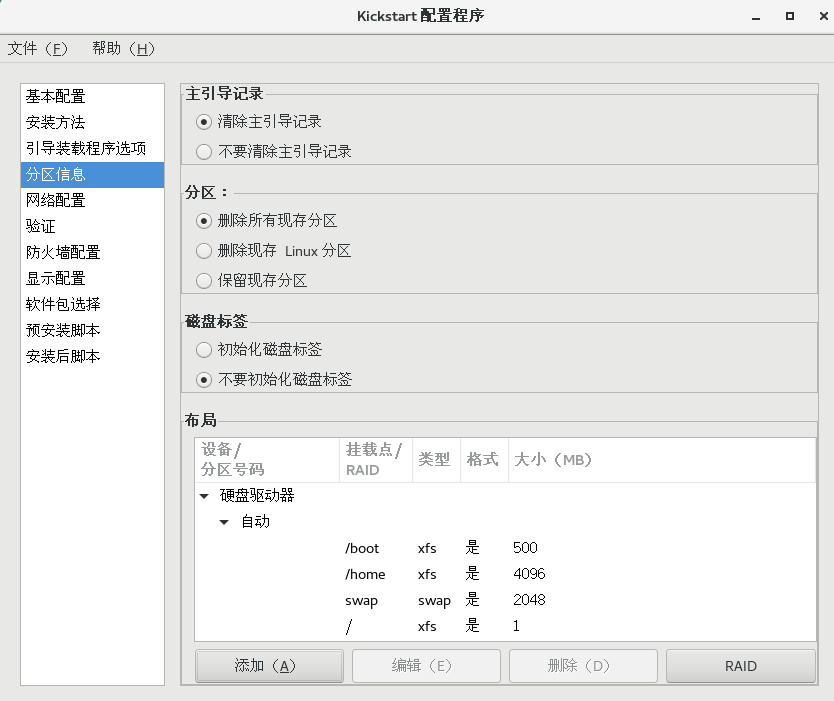 Kickstart 配置程序
文件（F） 帮助（H）
基本配置
安装方法
引导装载程序选项
分区信息
网络配置
验证
防火墙配置
显示配置
软件包选择
预安装脚本
安装后脚本
主引导记录
清除主引导记录
不要清除主引导记录
分区：
删除所有现存分区
删除现存 Linux 分区
保留现存分区
磁盘标签
初始化磁盘标签
不要初始化磁盘标签
布局
设备/ 挂载点/ 类型 格式 大小（MB）
分区号码 RAID
硬盘驱动器
自动
/boot xfs 是 500
/home xfs 是 4096
swap swap 是 2048
/ xfs 是 1
添加（A） 编辑（E） 删除（D） RAID